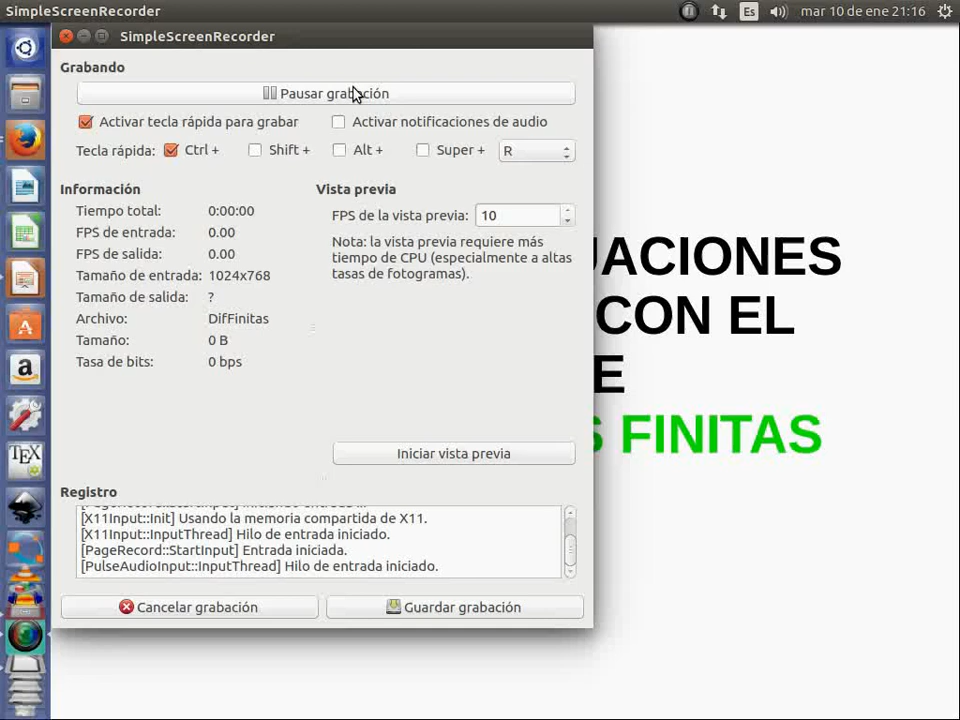 SimpleScreenRecorder
Es
mar 10 de ene 21:16
SimpleScreenRecorder
Grabando
Pausar grabación
Activar tecla rápida para grabar
Activar notificaciones de audio
Tecla rápida:
Ctrl +
Shift +
Alt +
Super +
R
Información
Tiempo total: 0:00:00
FPS de entrada: 0.00
FPS de salida: 0.00
Tamaño de entrada: 1024x768
Tamaño de salida: ?
Archivo: DifFinitas
Tamaño: 0 B
Tasa de bits: 0 bps
Vista previa
FPS de la vista previa: 10
Nota: la vista previa requiere más
tiempo de CPU (especialmente a altas
tasas de fotogramas).
Iniciar vista previa
Registro
[X11Input::Init] Usando la memoria compartida de X11.
[X11Input::InputThread] Hilo de entrada iniciado.
[PageRecord::StartInput] Entrada iniciada.
[PulseAudioInput::InputThread] Hilo de entrada iniciado.
Cancelar grabación
Guardar grabación
UACIONES
CON EL
E
S FINITAS
a
TEX